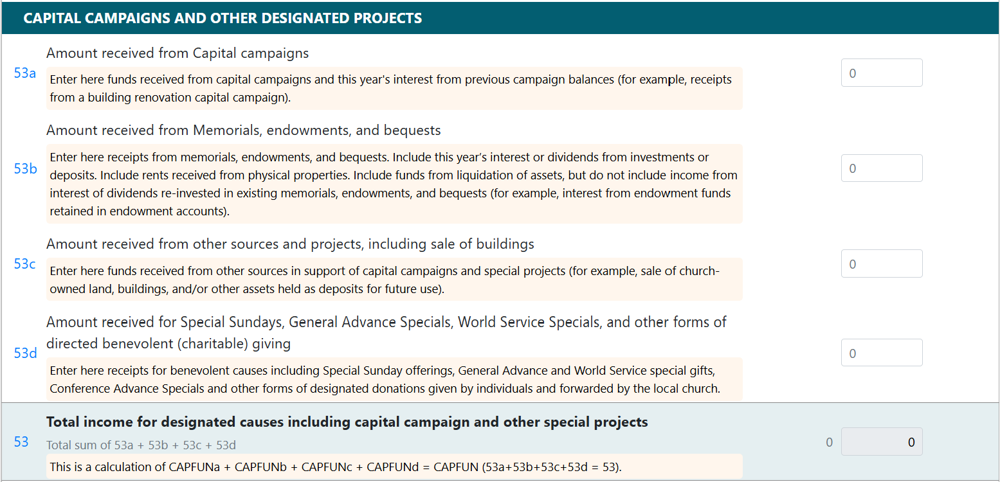 CAPITAL CAMPAIGNS AND OTHER DESIGNATED PROJECTS
Amount received from Capital campaigns
53a
Enter here funds received from capital campaigns and this year's interest from previous campaign balances (for example, receipts
from a building renovation capital campaign).
0
Amount received from Memorials, endowments, and bequests
53b
Enter here receipts from memorials, endowments, and bequests. Include this year’s interest or dividends from investments or
deposits. Include rents received from physical properties. Include funds from liquidation of assets, but do not include income from
interest of dividends re-invested in existing memorials, endowments, and bequests (for example, interest from endowment funds
retained in endowment accounts).
0
Amount received from other sources and projects, including sale of buildings
53c
Enter here funds received from other sources in support of capital campaigns and special projects (for example, sale of church-
owned land, buildings, and/or other assets held as deposits for future use).
0
Amount received for Special Sundays, General Advance Specials, World Service Specials, and other forms of
directed benevolent (charitable) giving
53d
Enter here receipts for benevolent causes including Special Sunday offerings, General Advance and World Service special gifts,
Conference Advance Specials and other forms of designated donations given by individuals and forwarded by the local church.
0
Total income for designated causes including capital campaign and other special projects
53
Total sum of 53a + 53b + 53c + 53d
0 0
This is a calculation of CAPFUNa + CAPFUNb + CAPFUNc + CAPFUNd = CAPFUN (53a+53b+53c+53d = 53).